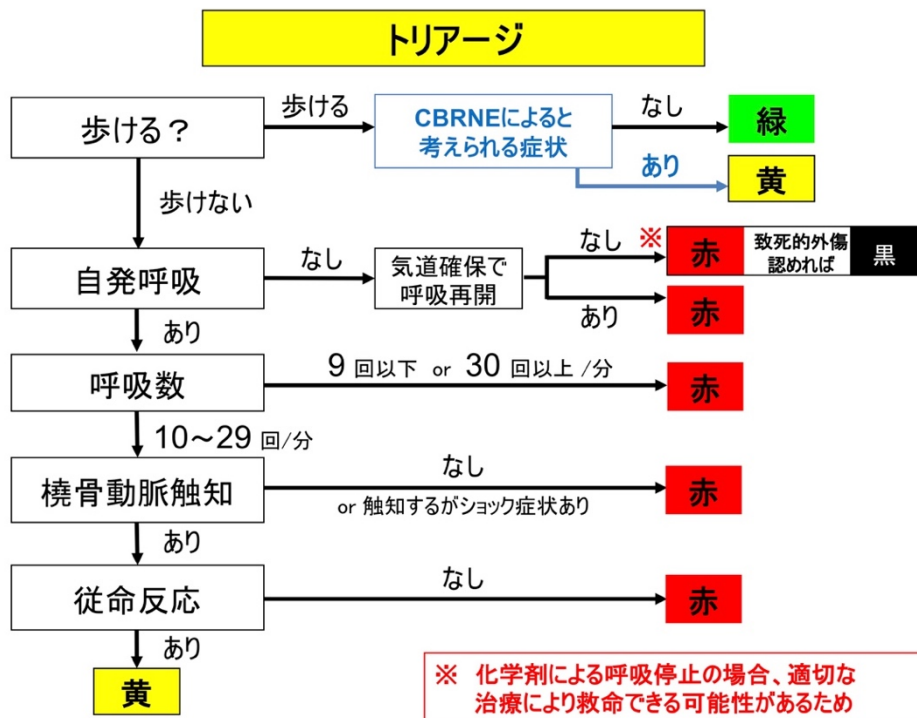 トリアージ
歩ける？
歩ける
CBRNEによると
考えられる症状
なし
緑
あり
黄
歩けない
自発呼吸
なし
気道確保で
呼吸再開
なし
※
赤
致死的外傷
認めれば
黒
あり
赤
あり
呼吸数
9 回以下 or 30 回以上 /分
赤
10～29 回/分
橈骨動脈触知
なし
or 触知するがショック症状あり
赤
あり
従命反応
なし
赤
あり
黄
※ 化学剤による呼吸停止の場合、適切な
治療により救命できる可能性があるため